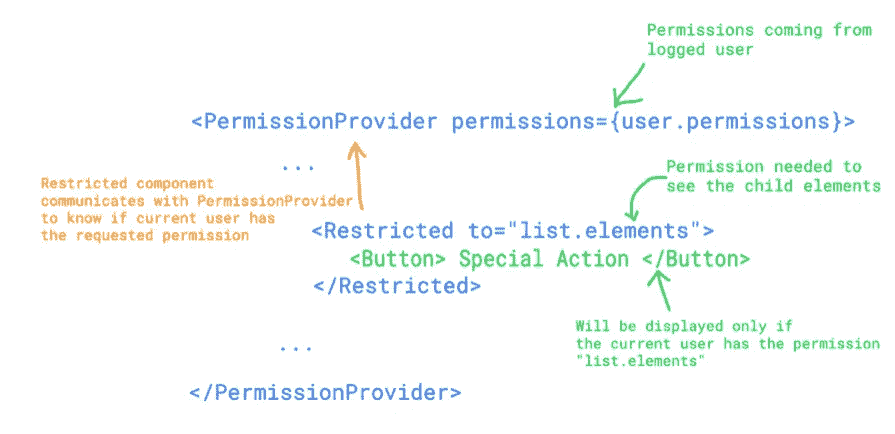 Permissions coming from
logged user
<PermissionProvider permissions={user.permissions}>
...
Restricted component
communicates with PermissionProvider
to know if current user has
the requested permission
Permission needed to
see the child elements
<Restricted to="list.elements">
<Button> Special Action </Button>
</Restricted>
Will be displayed only if
the current user has the permission
"list.elements"
...
</PermissionProvider>